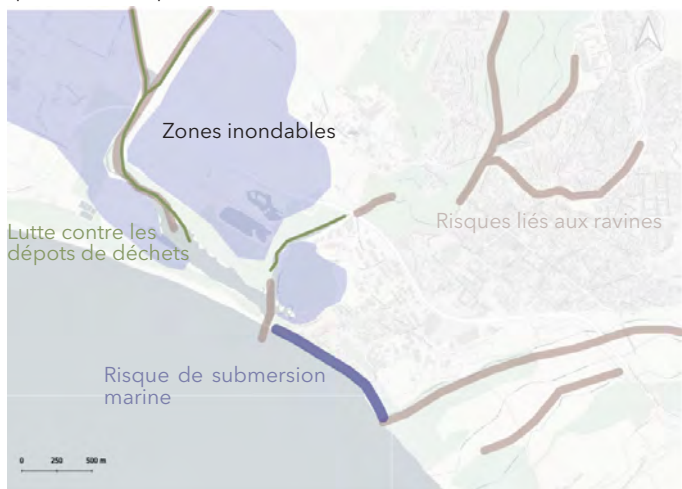 Zones inondables
Risques liés aux ravines
Lutte contre les
dépots de déchets
Risque de submersion
marine
0 250 500 m